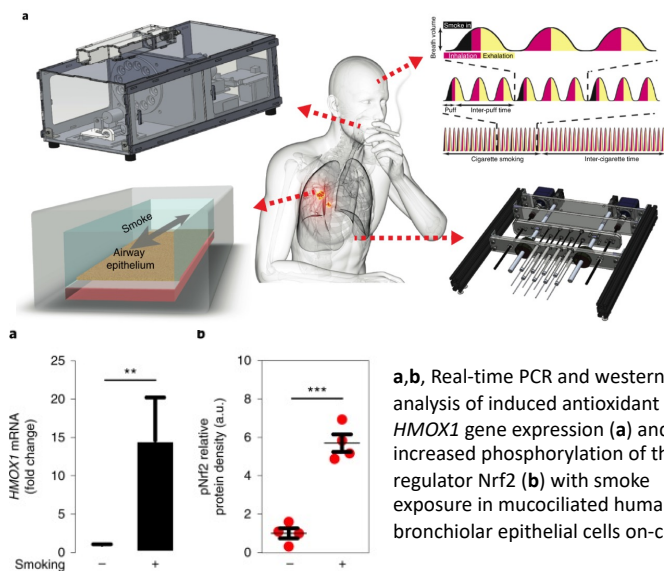 a
Breath volume
Smoke in
Inhalation
Exhalation
Puff
Inter-puff time
Cigarette smoking
Inter-cigarette time
Smoke
Airway
epithelium
a
HMOX1 mRNA
(fold change)
25
20
15
10
5
0
**
Smoking
–
+
b
pNrf2 relative
protein density (a.u.)
10
8
6
4
2
0
***
–
+
a,b, Real-time PCR and western
analysis of induced antioxidant
HMOX1 gene expression (a) and
increased phosphorylation of th
regulator Nrf2 (b) with smoke
exposure in mucociliated human
bronchiolar epithelial cells on-c